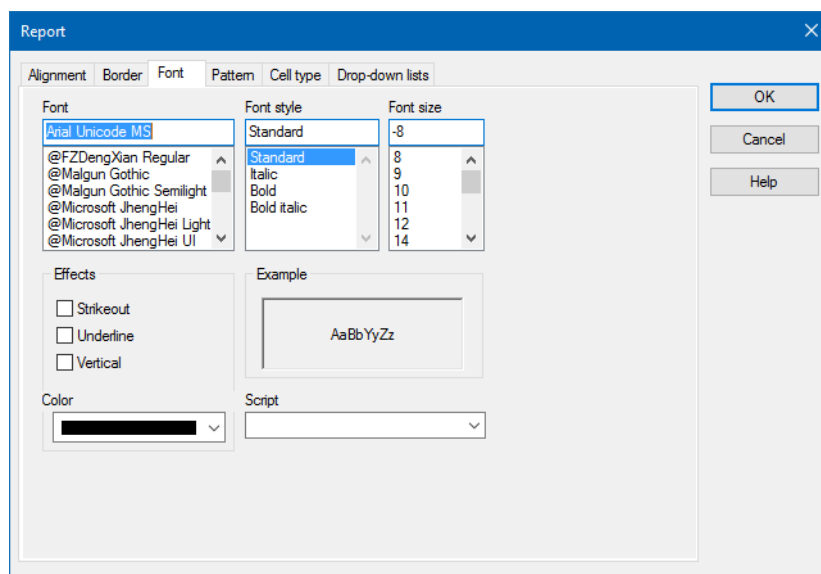 Report
Alignment Border Font Pattern Cell type Drop-down lists
OK
Cancel
Help
Font
Arial Unicode MS
@FZDengXian Regular
@Malgun Gothic
@Malgun Gothic Semilight
@Microsoft JhengHei
@Microsoft JhengHei Light
@Microsoft JhengHei UI
Font style
Standard
Standard
Italic
Bold
Bold italic
Font size
-8
8
9
10
11
12
14
Effects
Strikeout
Underline
Vertical
Example
AaBbYyZz
Color
Script